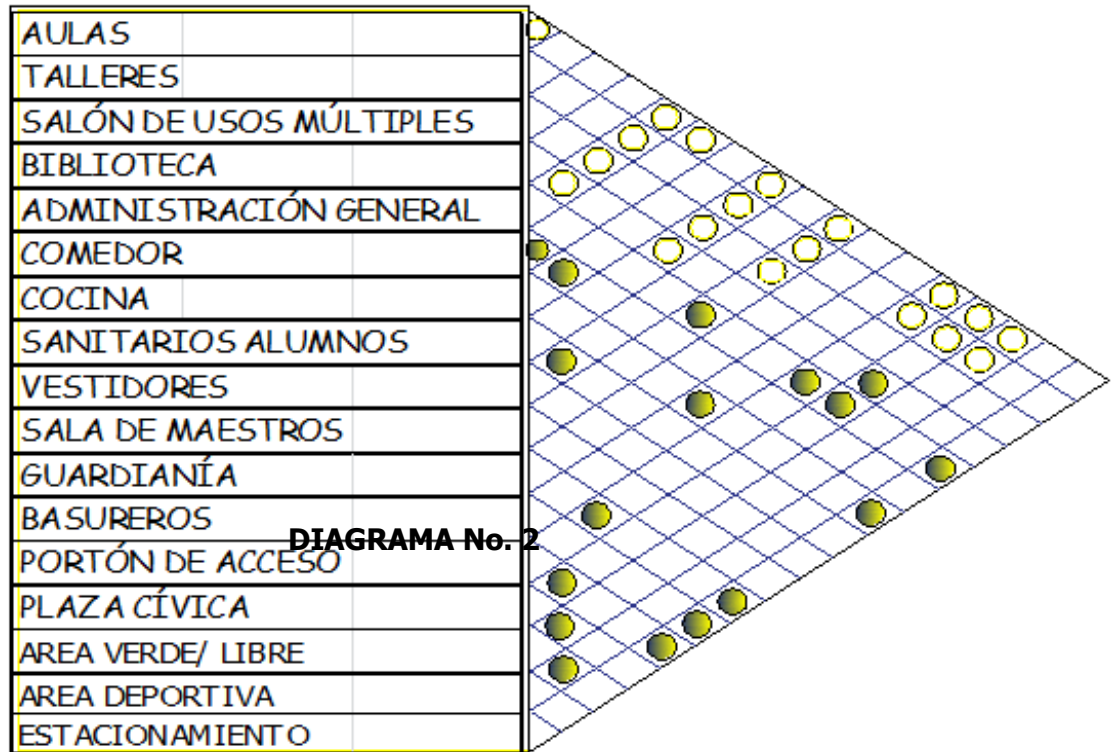 AULAS
TALLERES
SALÓN DE USOS MÚLTIPLES
BIBLIOTECA
ADMINISTRACIÓN GENERAL
COMEDOR
COCINA
SANITARIOS ALUMNOS
VESTIDORES
SALA DE MAESTROS
GUARDIANÍA
BASUREROS
DIAGRAMA No. 2
PORTÓN DE ACCESO
PLAZA CÍVICA
AREA VERDE/ LIBRE
AREA DEPORTIVA
ESTACIONAMIENTO